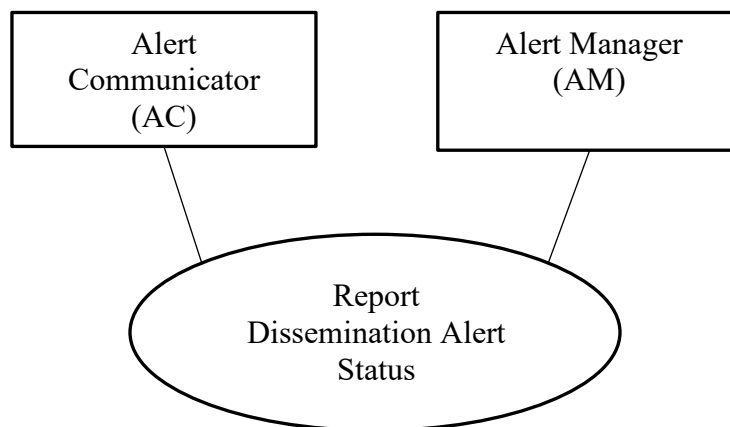 Alert
Communicator
(AC)
Alert Manager
(AM)
Report
Dissemination Alert
Status